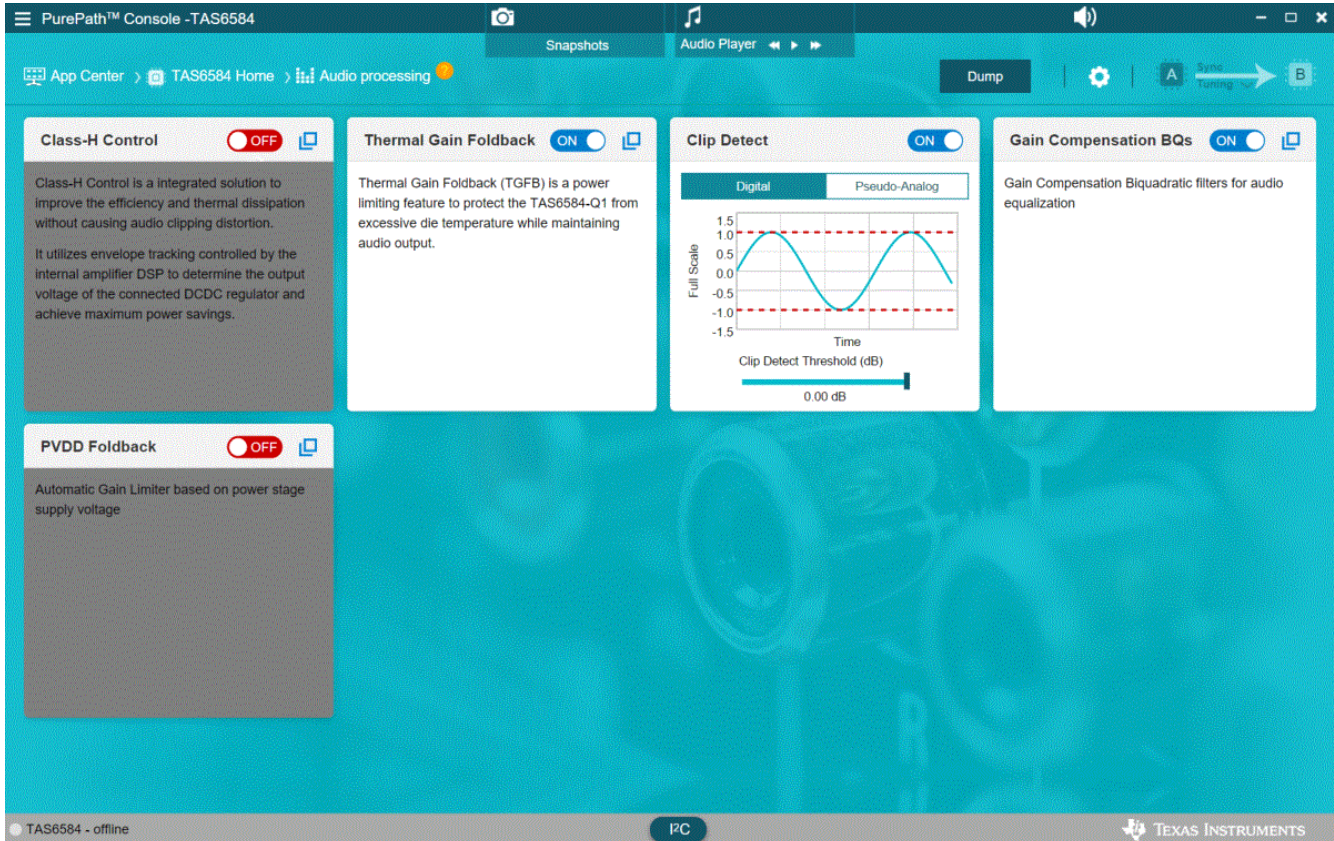 PurePath™ Console -TAS6584
Snapshots
Audio Player
App Center
TAS6584 Home
Audio processing
?
Dump
A
Sync
Tuning
B
Class-H Control
OFF
Class-H Control is a integrated solution to
improve the efficiency and thermal dissipation
without causing audio clipping distortion.
It utilizes envelope tracking controlled by the
internal amplifier DSP to determine the output
voltage of the connected DCDC regulator and
achieve maximum power savings.
Thermal Gain Foldback
ON
Thermal Gain Foldback (TGFB) is a power
limiting feature to protect the TAS6584-Q1 from
excessive die temperature while maintaining
audio output.
Clip Detect
ON
Digital
Pseudo-Analog
Full Scale
1.5
1.0
0.5
0.0
-0.5
-1.0
-1.5
Time
Clip Detect Threshold (dB)
0.00 dB
Gain Compensation BQs
ON
Gain Compensation Biquadratic filters for audio
equalization
PVDD Foldback
OFF
Automatic Gain Limiter based on power stage
supply voltage
TAS6584 - offline
I²C
TEXAS INSTRUMENTS